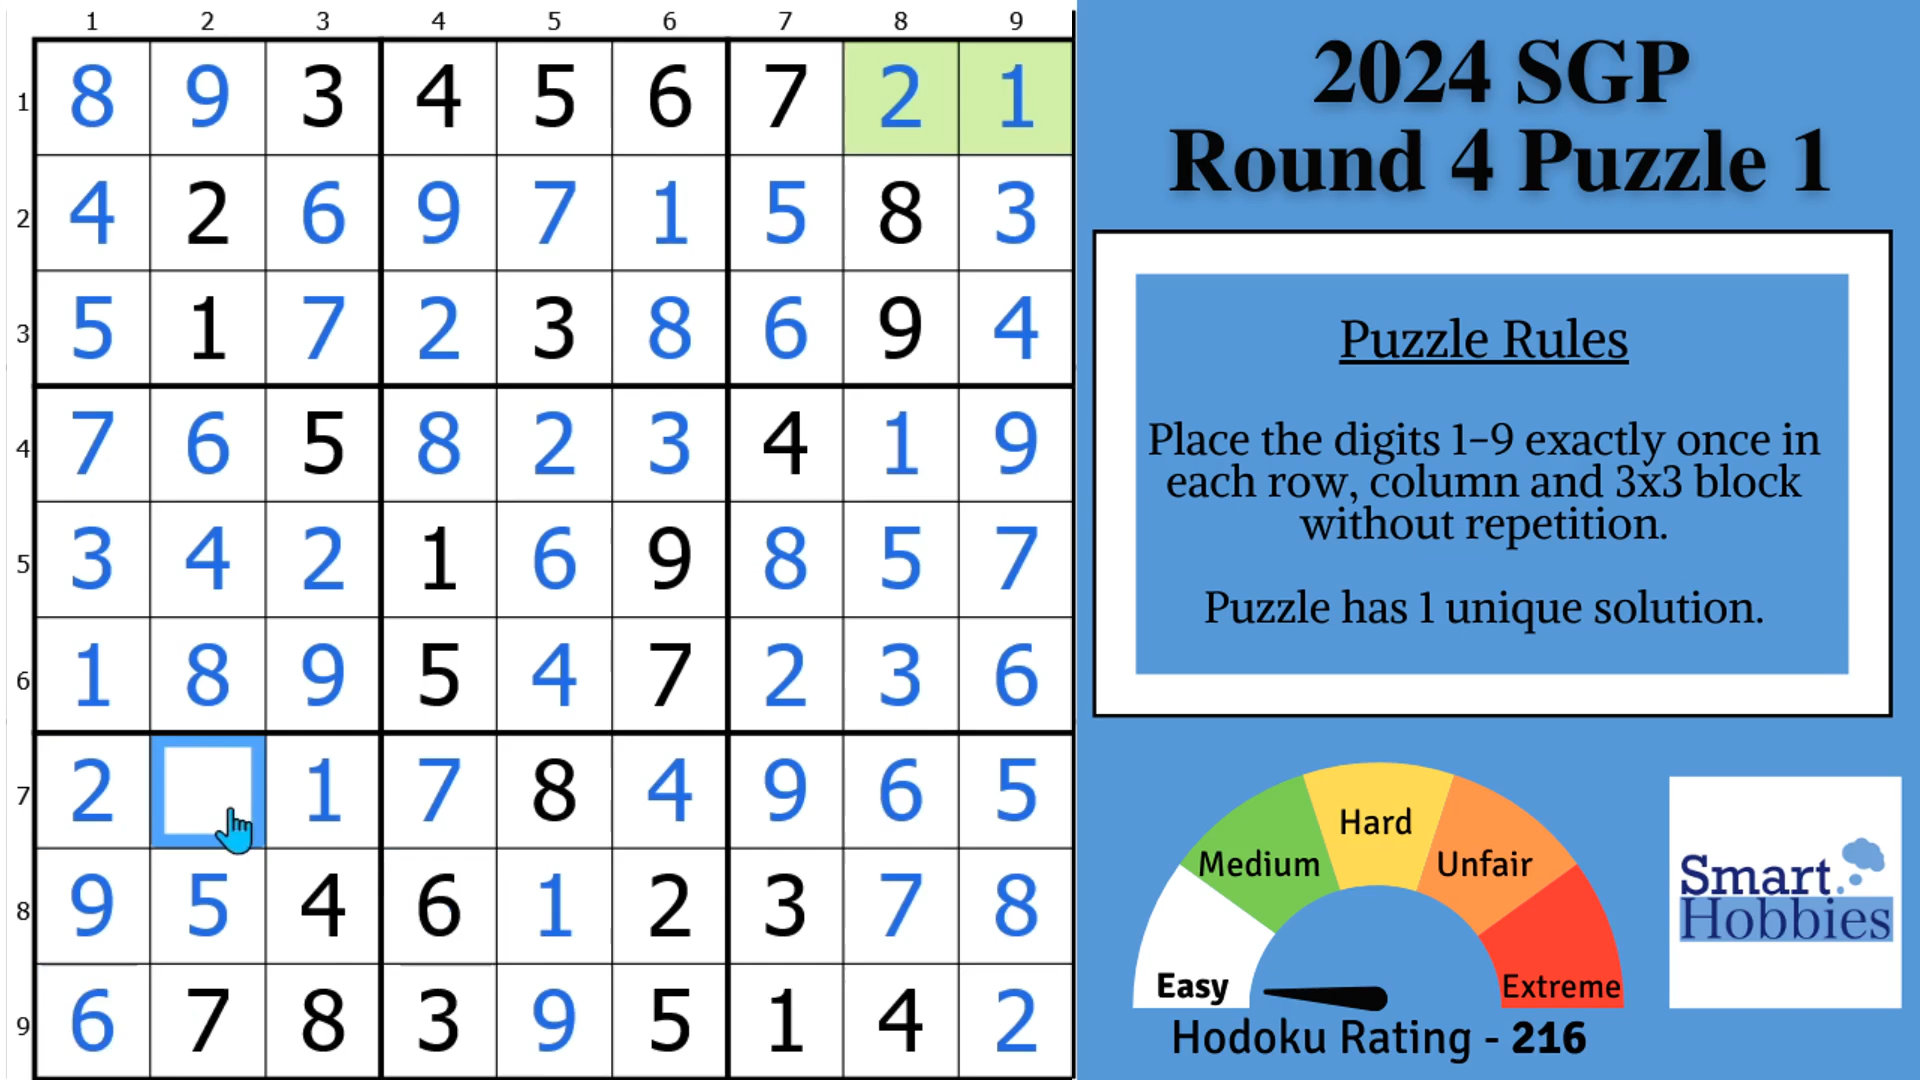 1 2 3 4 5 6 7 8 9
1 8 9 3 4 5 6 7 2 1
2 4 2 6 9 7 1 5 8 3
3 5 1 7 2 3 8 6 9 4
4 7 6 5 8 2 3 4 1 9
5 3 4 2 1 6 9 8 5 7
6 1 8 9 5 4 7 2 3 6
7 2 1 7 8 4 9 6 5
8 9 5 4 6 1 2 3 7 8
9 6 7 8 3 9 5 1 4 2
2024 SGP
Round 4 Puzzle 1
Puzzle Rules
Place the digits 1-9 exactly once in
each row, column and 3x3 block
without repetition.
Puzzle has 1 unique solution.
Easy
Medium
Hard
Unfair
Extreme
Hodoku Rating - 216
Smart
Hobbies